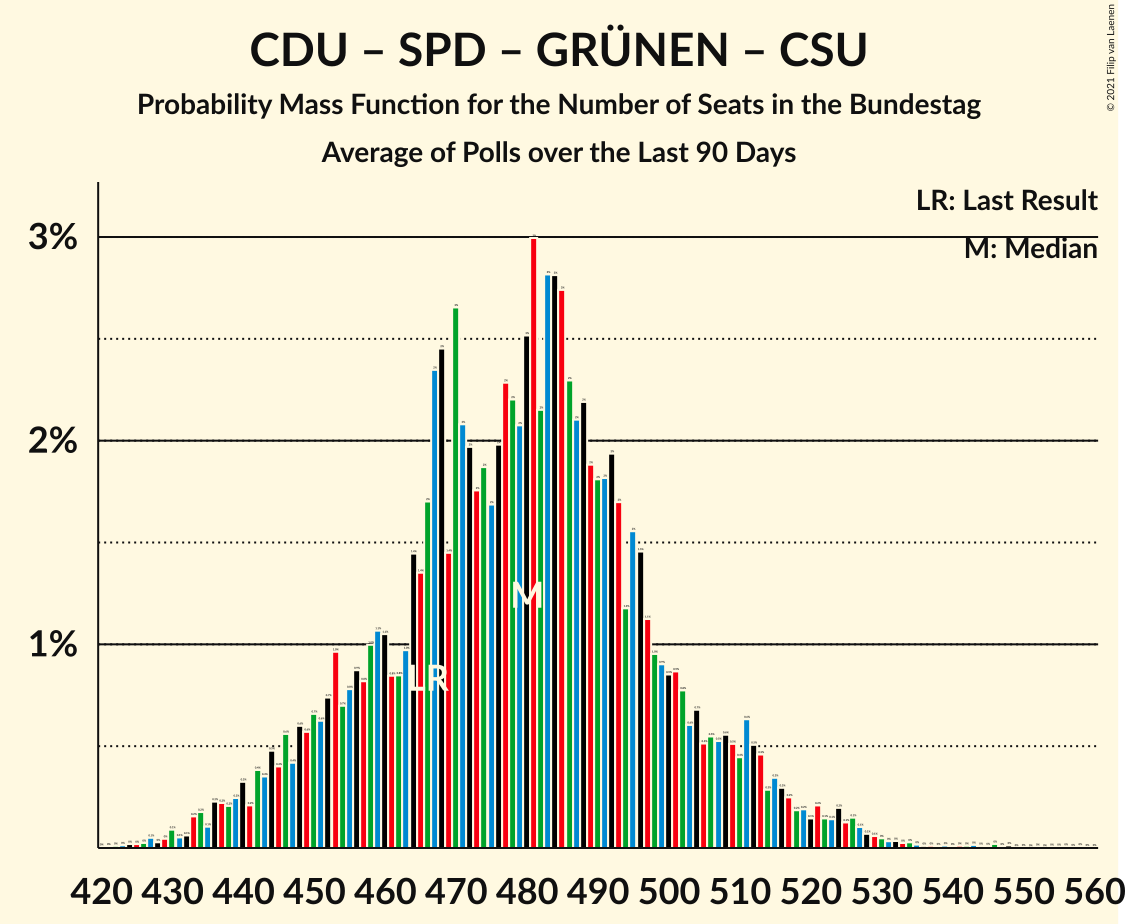 CDU – SPD – GRÜNEN – CSU
Probability Mass Function for the Number of Seats in the Bundestag
Average of Polls over the Last 90 Days
© 2021 Filip van Laenen
LR: Last Result
M: Median
3%
2%
1%
LR
M
420 430 440 450 460 470 480 490 500 510 520 530 540 550 560